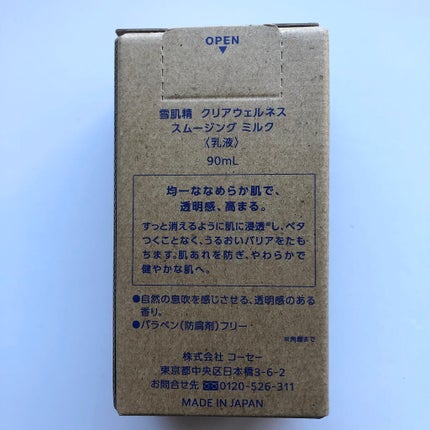 OPEN
▼
雪肌精 クリアウェルネス
スムージング ミルク
〈乳液〉
90mL
均一ななめらか肌で、
透明感、高まる。
すっと消えるように肌に浸透※し、ベタ
つくことなく、うるおいバリアをたも
ちます。肌あれを防ぎ、やわらかで
健やかな肌へ。
●自然の息吹を感じさせる、透明感のある
香り。
●パラベン(防腐剤)フリー
※角層まで
株式会社 コーセー
東京都中央区日本橋3-6-2
お問合せ先 0120-526-311
MADE IN JAPAN